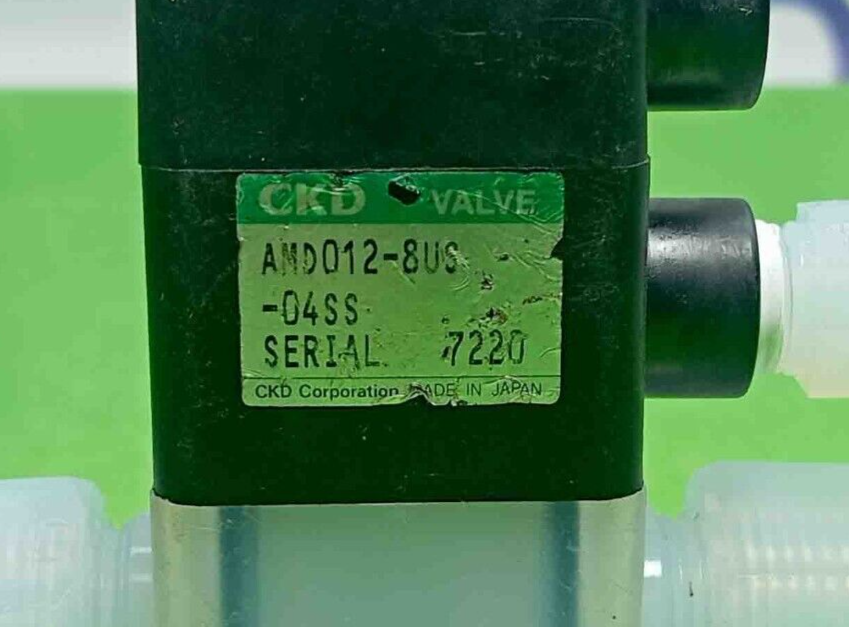 CKD VALVE
AMD012-8US
-04SS
SERIAL 7220
CKD Corporation MADE IN JAPAN